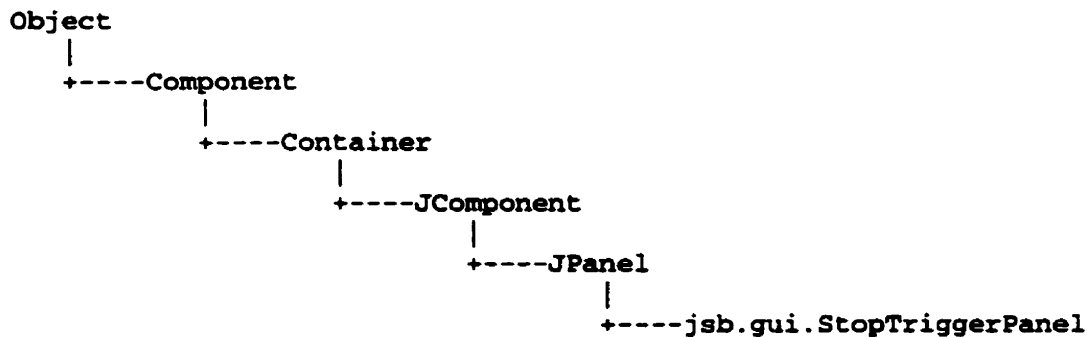 Object
|
+----Component
|
+----Container
|
+----JComponent
|
+----JPanel
|
+----jsb.gui.StopTriggerPanel